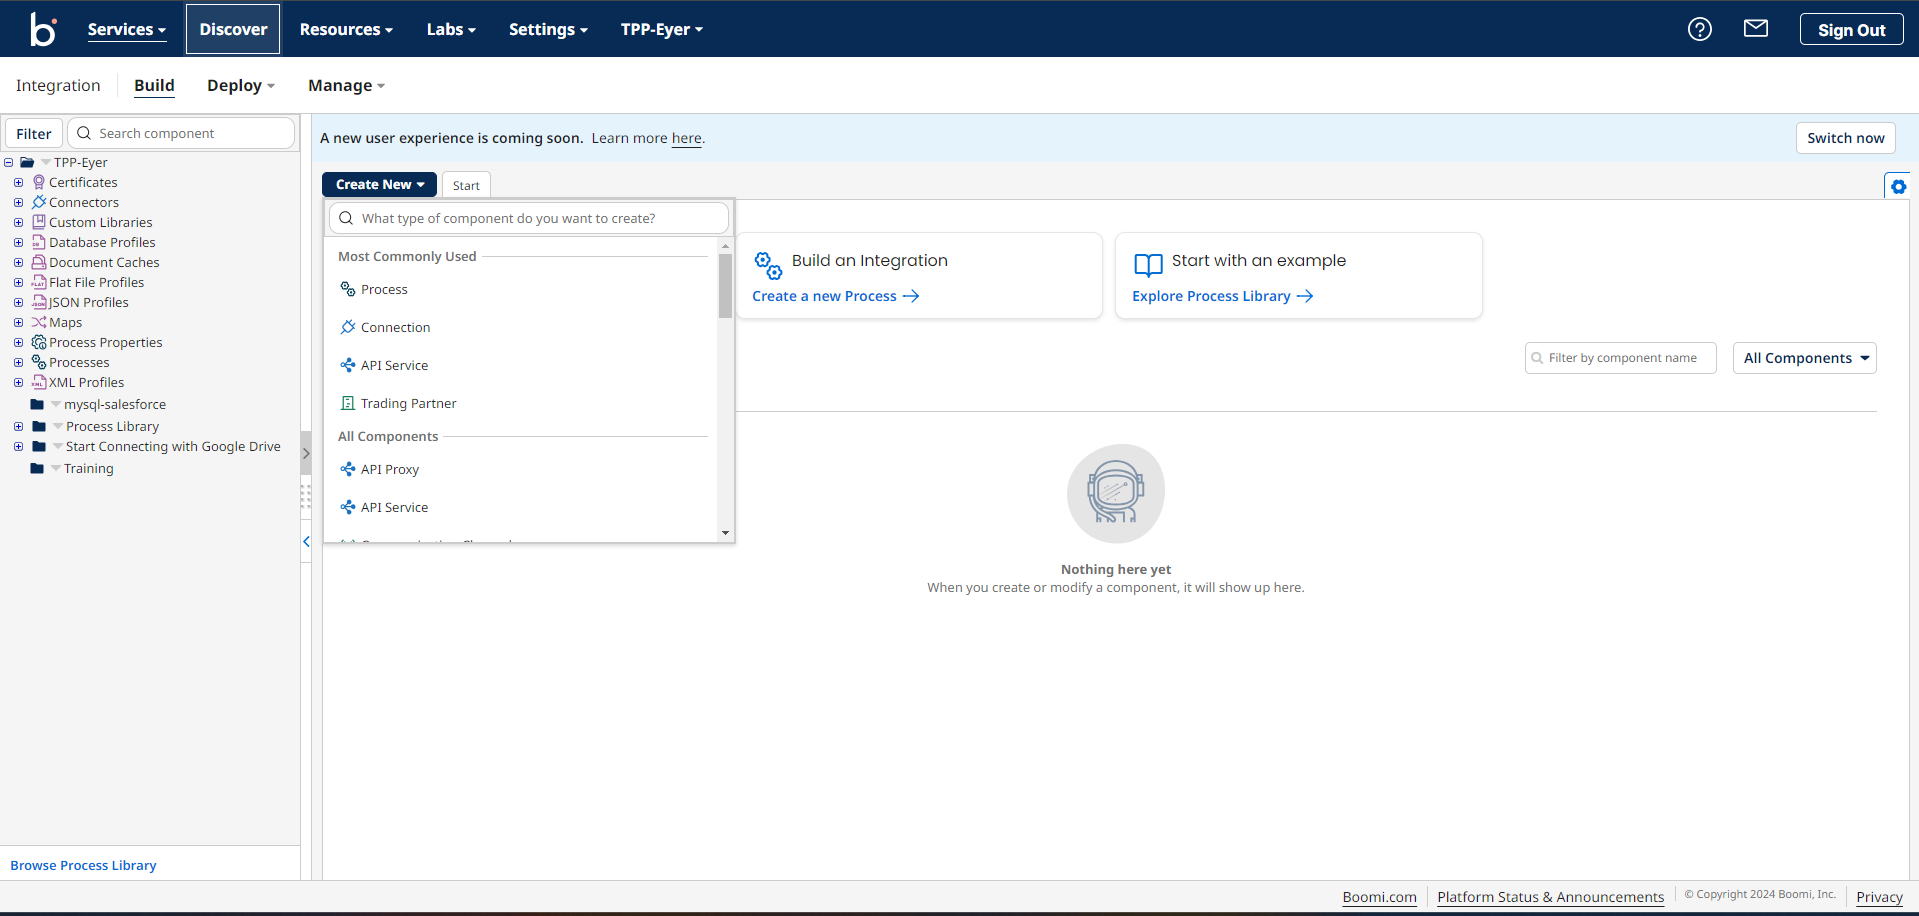 b Services Discover Resources Labs Settings TPP-Eyer Sign Out
Integration Build Deploy Manage
Filter Search component
TPP-Eyer
Certificates
Connectors
Custom Libraries
Database Profiles
Document Caches
Flat File Profiles
JSON Profiles
Maps
Process Properties
Processes
XML Profiles
mysql-salesforce
Process Library
Start Connecting with Google Drive
Training
Browse Process Library
A new user experience is coming soon. Learn more here. Switch now
Create New Start
What type of component do you want to create?
Most Commonly Used
Process
Connection
API Service
Trading Partner
All Components
API Proxy
API Service
Build an Integration
Create a new Process
Start with an example
Explore Process Library
Filter by component name All Components
Nothing here yet
When you create or modify a component, it will show up here.
Boomi.com Platform Status & Announcements © Copyright 2024 Boomi, Inc. Privacy